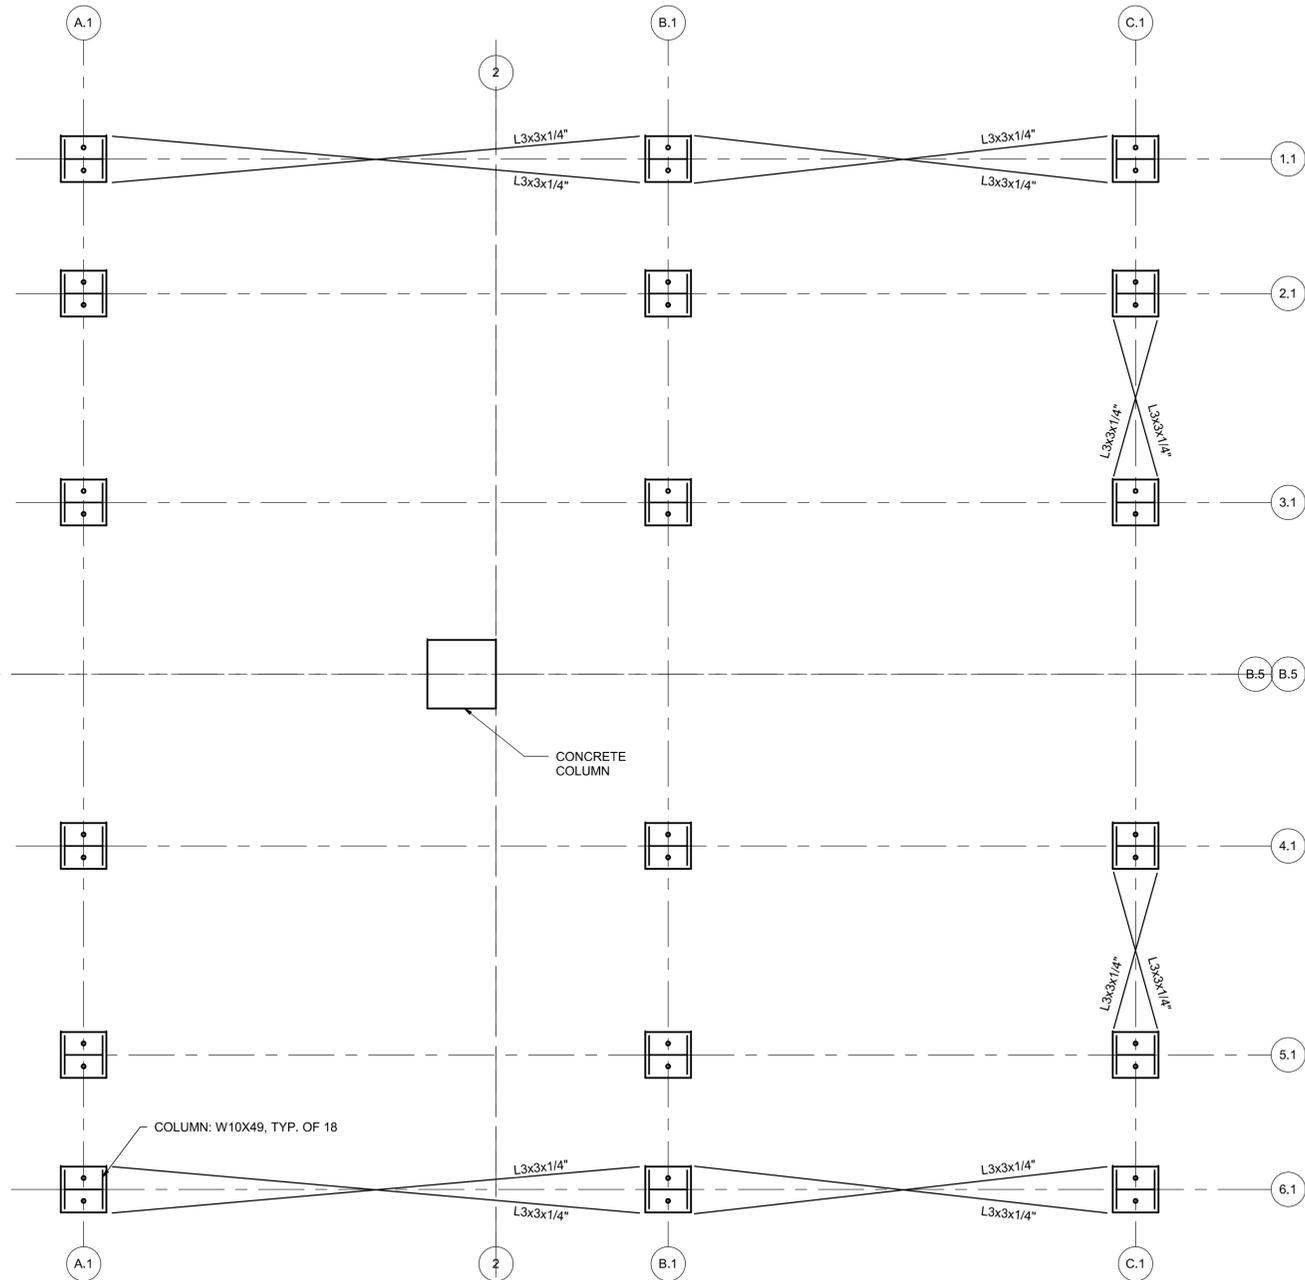 A.1
B.1
C.1
2
L3x3x1/4"
L3x3x1/4"
1.1
L3x3x1/4"
L3x3x1/4"
2.1
L3x3x1/4"
L3x3x1/4"
3.1
B.5
B.5
CONCRETE
COLUMN
4.1
L3x3x1/4"
L3x3x1/4"
5.1
COLUMN: W10X49, TYP. OF 18
L3x3x1/4"
L3x3x1/4"
6.1
L3x3x1/4"
L3x3x1/4"
A.1
2
B.1
C.1